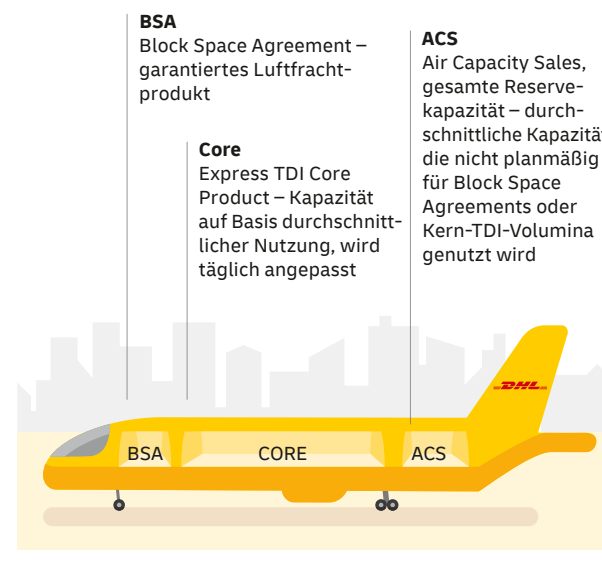 BSA
Block Space Agreement –
garantiertes Luftfracht-
produkt
Core
Express TDI Core
Product – Kapazität
auf Basis durchschnitt-
licher Nutzung, wird
täglich angepasst
ACS
Air Capacity Sales,
gesamte Reserve-
kapazität – durch-
schnittliche Kapazität
die nicht planmäßig
für Block Space
Agreements oder
Kern-TDI-Volumina
genutzt wird
DHL
BSA
CORE
ACS